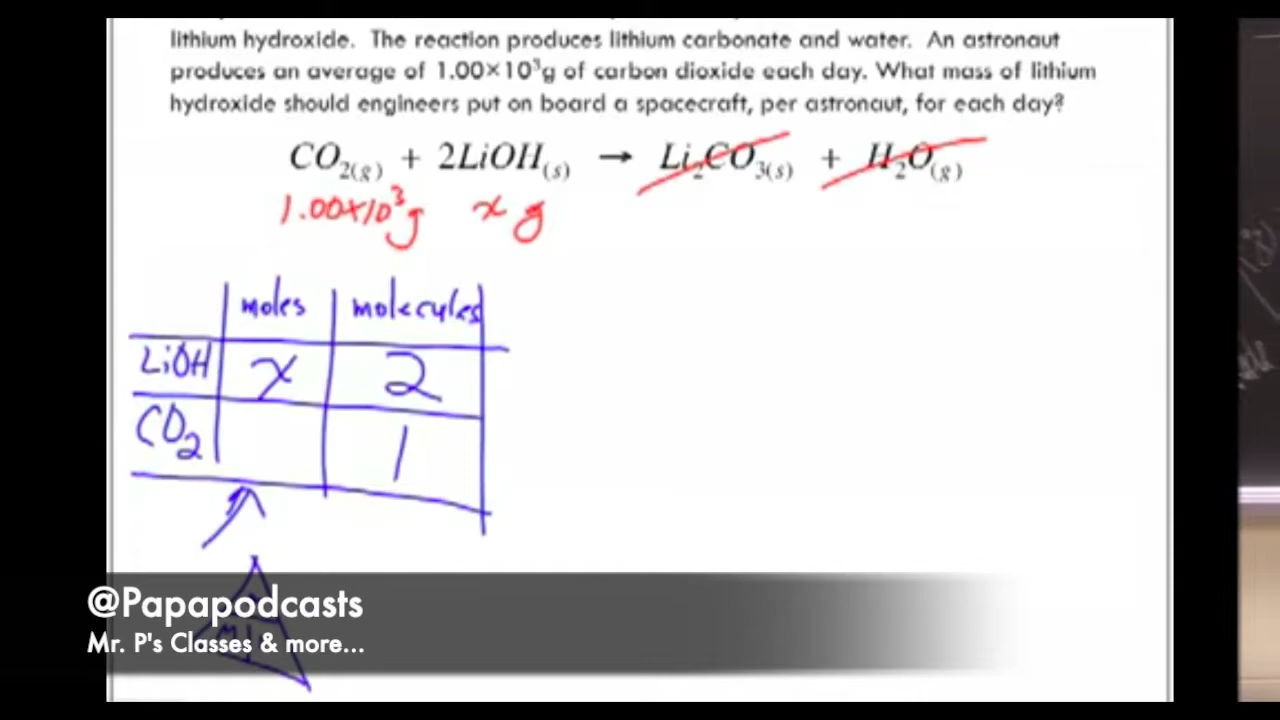 lithium hydroxide. The reaction produces lithium carbonate and water. An astronaut
produces an average of 1.00×10³g of carbon dioxide each day. What mass of lithium
hydroxide should engineers put on board a spacecraft, per astronaut, for each day?
CO₂(g) + 2LiOH(s) → Li₂CO₃(s) + H₂O(g)
1.00×10³g x g
moles molecules
LiOH x 2
CO₂ 1
@Papapodcasts
Mr. P's Classes & more...